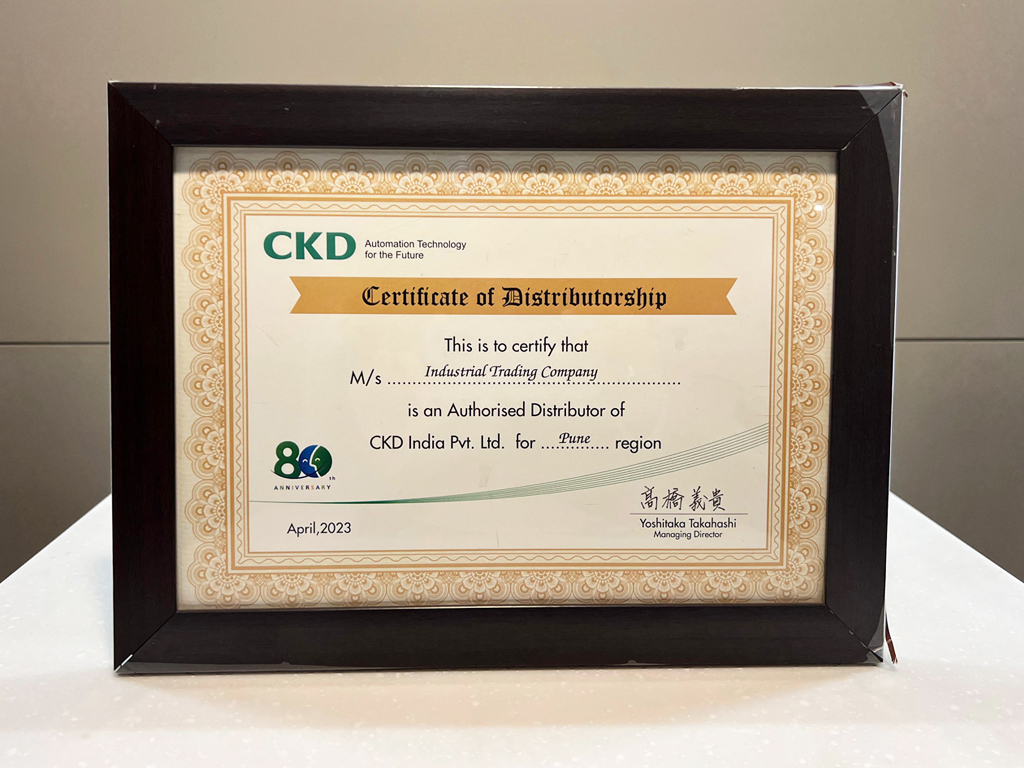 CKD
Automation Technology
for the Future
Certificate of Distributorship
This is to certify that
M/s ......Industrial Trading Company......
is an Authorised Distributor of
CKD India Pvt. Ltd. for ....Pune.... region
80th
ANNIVERSARY
April,2023
髙橋義貴
Yoshitaka Takahashi
Managing Director